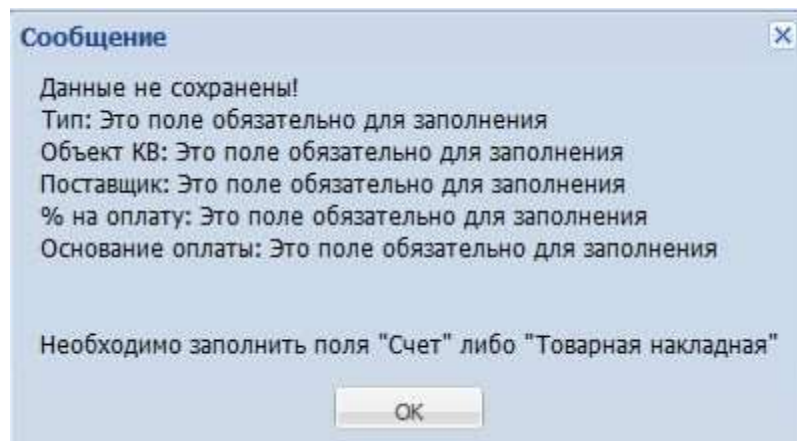 Сообщение
Данные не сохранены!
Тип: Это поле обязательно для заполнения
Объект КВ: Это поле обязательно для заполнения
Поставщик: Это поле обязательно для заполнения
% на оплату: Это поле обязательно для заполнения
Основание оплаты: Это поле обязательно для заполнения
Необходимо заполнить поля "Счет" либо "Товарная накладная"
ОК